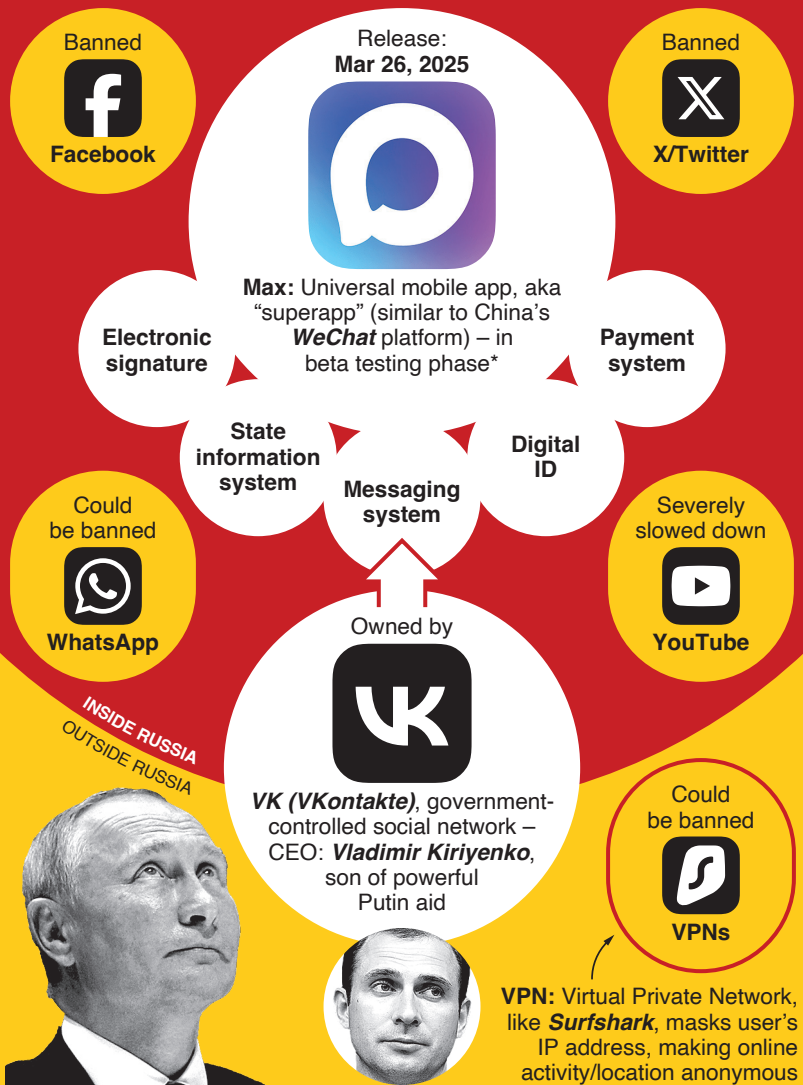 Banned
Facebook
Release:
Mar 26, 2025
Banned
X/Twitter
Max: Universal mobile app, aka
“superapp” (similar to China’s
WeChat platform) – in
beta testing phase*
Electronic
signature
State
information
system
Messaging
system
Digital
ID
Payment
system
Could
be banned
WhatsApp
Severely
slowed down
YouTube
INSIDE RUSSIA
OUTSIDE RUSSIA
Owned by
VK
VK (VKontakte), government-
controlled social network –
CEO: Vladimir Kiriyenko,
son of powerful
Putin aid
Could
be banned
VPNs
VPN: Virtual Private Network,
like Surfshark, masks user’s
IP address, making online
activity/location anonymous